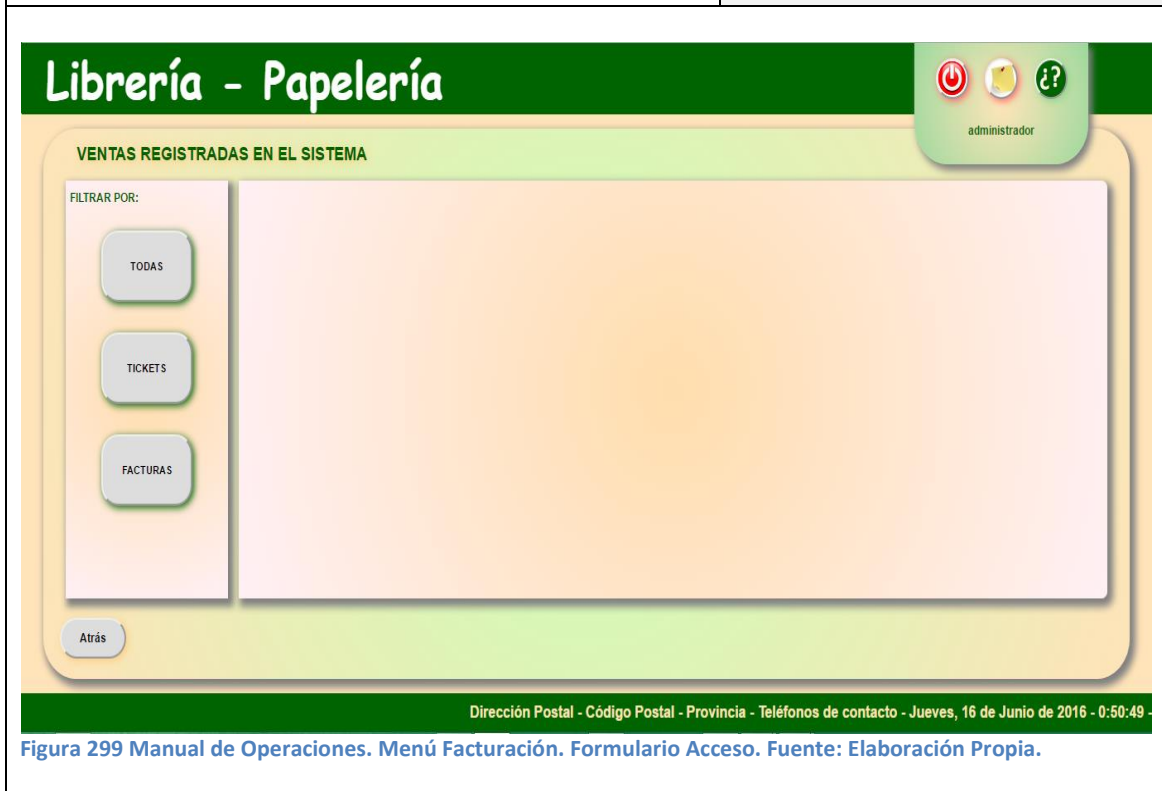 Librería - Papelería
¿?
administrador
VENTAS REGISTRADAS EN EL SISTEMA
FILTRAR POR:
TODAS
TICKETS
FACTURAS
Atrás
Dirección Postal - Código Postal - Provincia - Teléfonos de contacto - Jueves, 16 de Junio de 2016 - 0:50:49 -
Figura 299 Manual de Operaciones. Menú Facturación. Formulario Acceso. Fuente: Elaboración Propia.